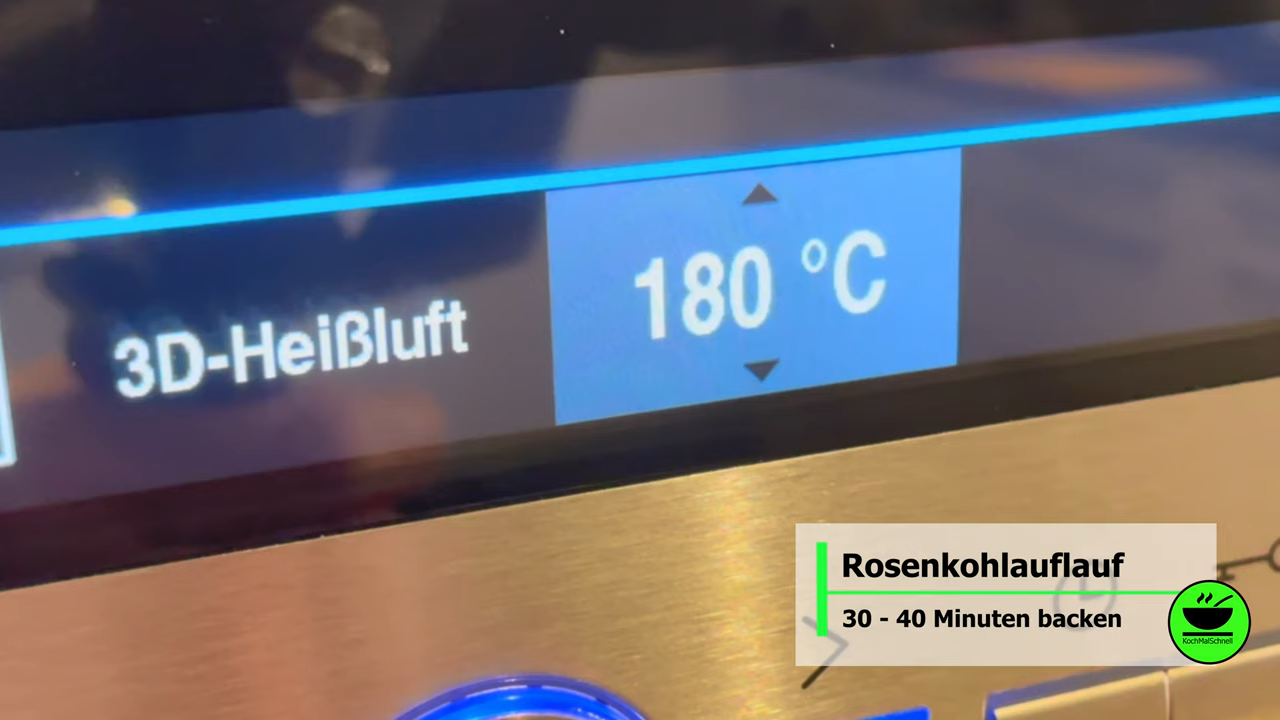 3D-Heißluft
180 °C
Rosenkohlauflauf
30 - 40 Minuten backen
KochMalSchnell